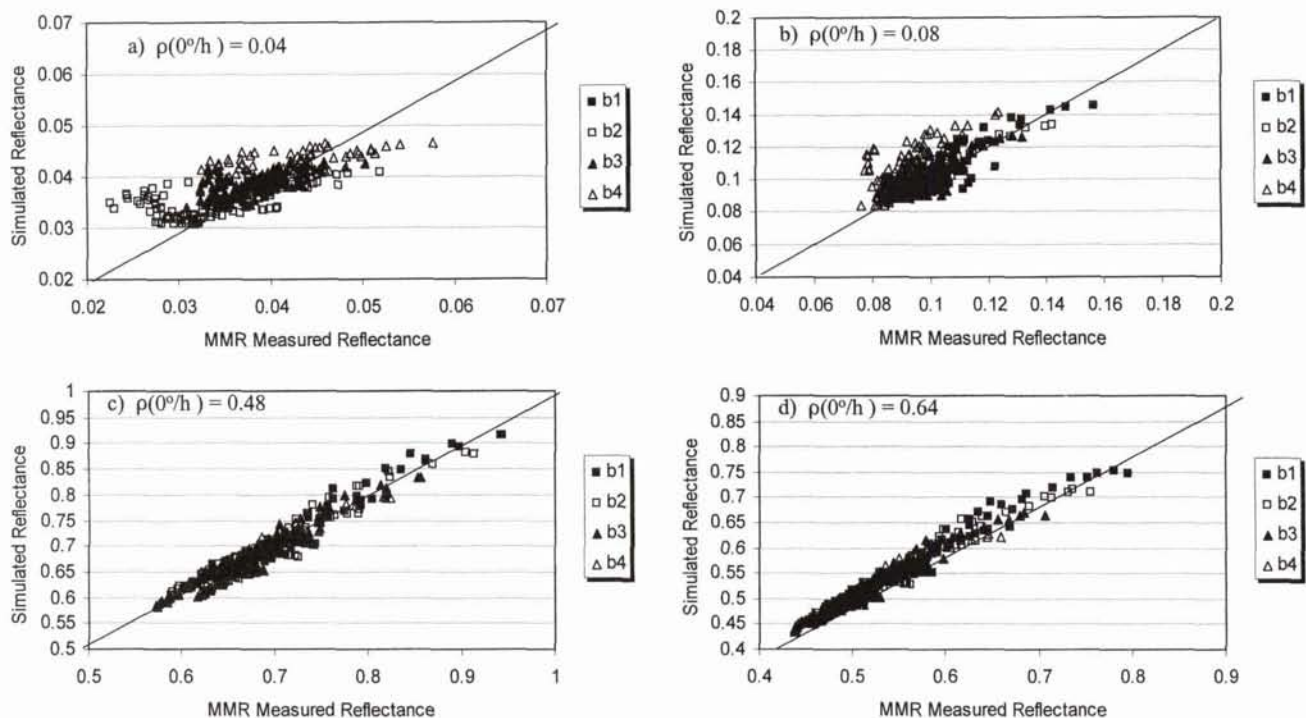 a) ρ(0º/h ) = 0.04
0.07
0.06
0.05
0.04
0.03
0.02
Simulated Reflectance
0.02 0.03 0.04 0.05 0.06 0.07
MMR Measured Reflectance
b1
b2
b3
b4
b) ρ(0º/h ) = 0.08
0.2
0.18
0.16
0.14
0.12
0.1
0.08
0.06
0.04
Simulated Reflectance
0.04 0.06 0.08 0.1 0.12 0.14 0.16 0.18 0.2
MMR Measured Reflectance
b1
b2
b3
b4
c) ρ(0º/h ) = 0.48
1
0.95
0.9
0.85
0.8
0.75
0.7
0.65
0.6
0.55
0.5
Simulated Reflectance
0.5 0.6 0.7 0.8 0.9 1
MMR Measured Reflectance
b1
b2
b3
b4
d) ρ(0º/h ) = 0.64
0.9
0.85
0.8
0.75
0.7
0.65
0.6
0.55
0.5
0.45
0.4
Simulated Reflectance
0.4 0.5 0.6 0.7 0.8 0.9
MMR Measured Reflectance
b1
b2
b3
b4